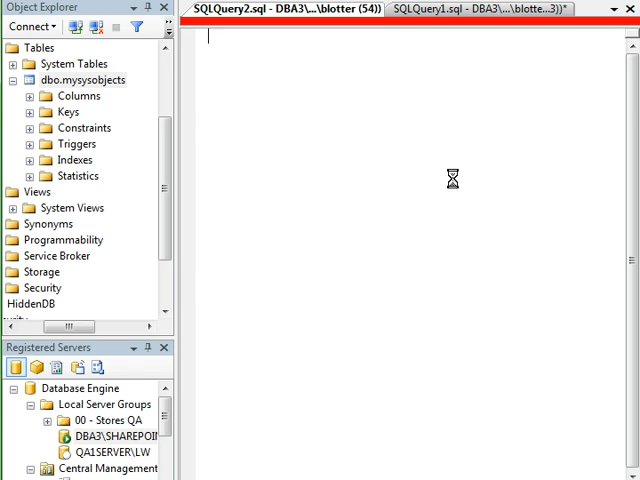 Object Explorer
SQLQuery2.sql - DBA3\...\blotter (54))
SQLQuery1.sql - DBA3\...\blotte...3))*
Connect
Tables
System Tables
dbo.mysysobjects
Columns
Keys
Constraints
Triggers
Indexes
Statistics
Views
System Views
Synonyms
Programmability
Service Broker
Storage
Security
HiddenDB
Registered Servers
Database Engine
Local Server Groups
00 - Stores QA
DBA3\SHAREPOIN
QA1SERVER\LW
Central Management